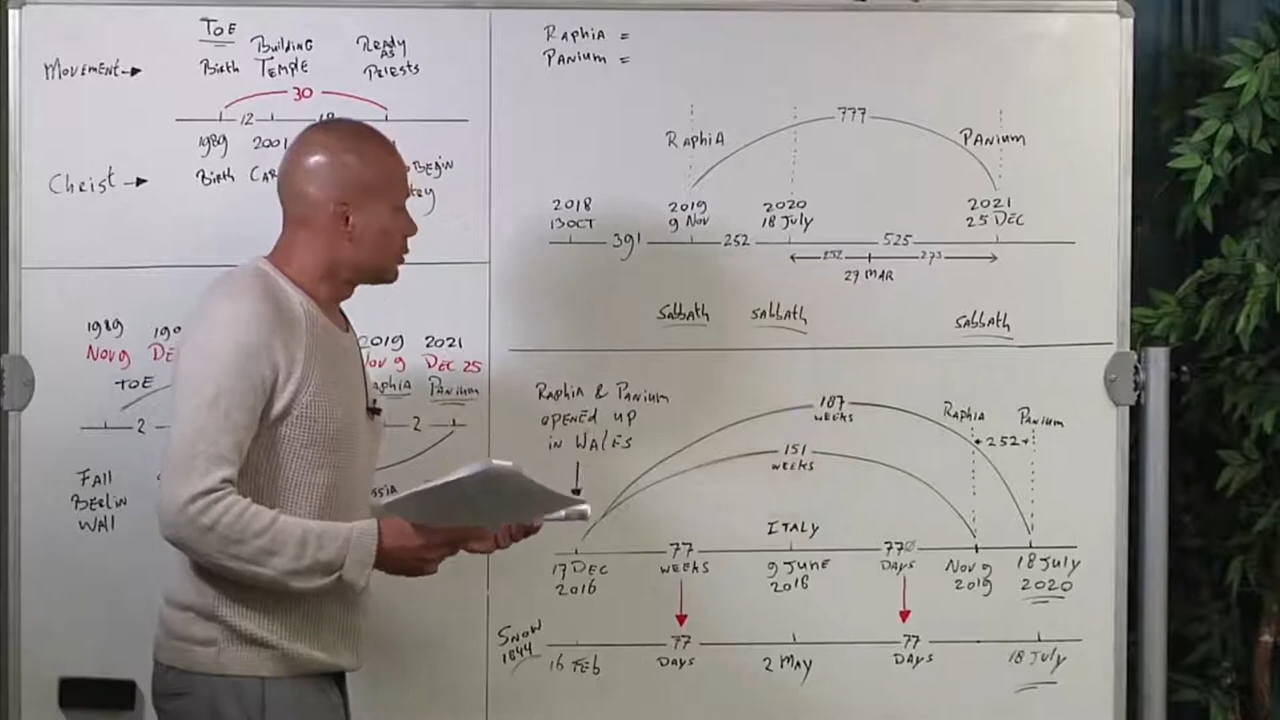 ToE
Movement→
Birth
Building
Temple
Ready
As
Priests
30
12
1989
2001
Christ →
Birth
Begin
1989
Nov 9
2019
2021
Dec 25
ToE
Panium
2
2
Fall
Berlin
Wall
Raphia =
Panium =
777
Raphia
Panium
2018
13 Oct
2019
9 Nov
2020
18 July
2021
25 Dec
391
252
525
252
273
27 Mar
Sabbath
Sabbath
Sabbath
Raphia & Panium
opened up
in Wales
187
weeks
151
weeks
Raphia
Panium
252
Italy
77
weeks
770
Days
17 Dec
2016
9 June
2018
Nov 9
2019
18 July
2020
Snow
1844
16 Feb
77
Days
2 May
77
Days
18 July